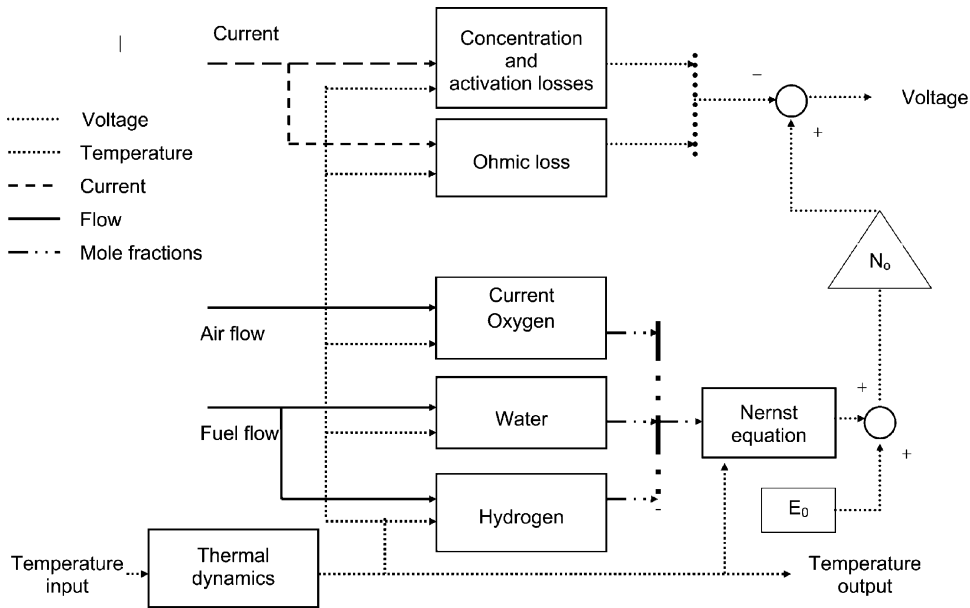 Current
Concentration
and
activation losses
Voltage
Temperature
Current
Flow
Mole fractions
Ohmic loss
−
+
Voltage
N₀
Air flow
Current
Oxygen
Fuel flow
Water
Nernst
equation
+
+
E₀
Hydrogen
Temperature
input
Thermal
dynamics
Temperature
output